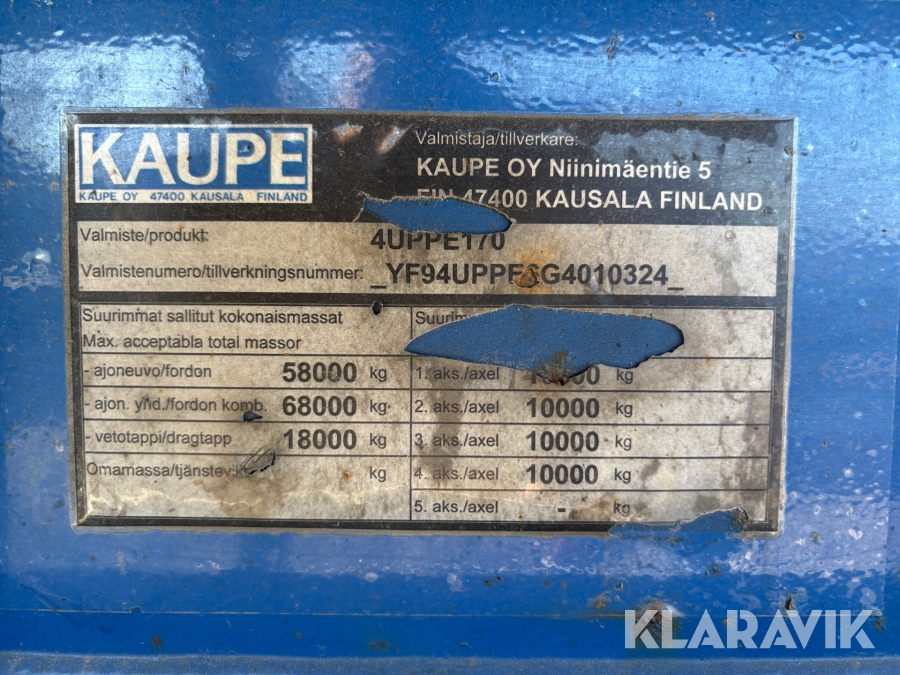 KAUPE
KAUPE OY 47400 KAUSALA FINLAND
Valmistaja/tillverkare:
KAUPE OY Niinimäentie 5
FIN 47400 KAUSALA FINLAND
Valmiste/produkt: 4UPPE170
Valmistenumero/tillverkningsnummer:
Suurimmat sallitut kokonaismassat
Max. acceptabla total massor
- ajoneuvo/fordon 58000 kg
- ajon. yhd./fordon komb. 68000 kg
- vetotappi/dragtapp 18000 kg
Omamassa/tjänstev. kg
1. aks./axel kg
2. aks./axel 10000 kg
3. aks./axel 10000 kg
4. aks./axel 10000 kg
5. aks./axel - kg
KLARAVIK